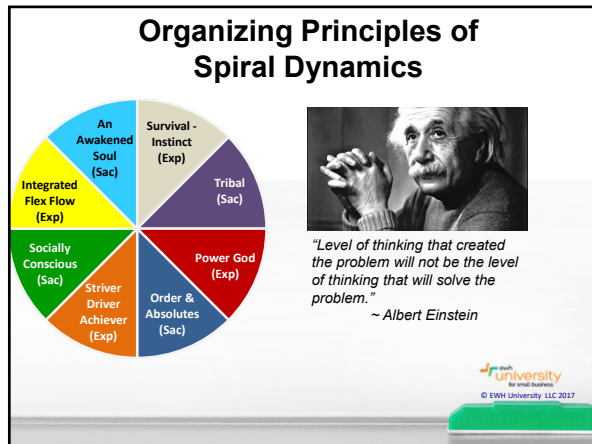 Organizing Principles of
Spiral Dynamics
An
Awakened
Soul
(Sac)
Survival -
Instinct
(Exp)
Tribal
(Sac)
Power God
(Exp)
Order &
Absolutes
(Sac)
Striver
Driver
Achiever
(Exp)
Socially
Conscious
(Sac)
Integrated
Flex Flow
(Exp)
“Level of thinking that created
the problem will not be the level
of thinking that will solve the
problem.”
~ Albert Einstein
ewh
university
for small business
© EWH University LLC 2017